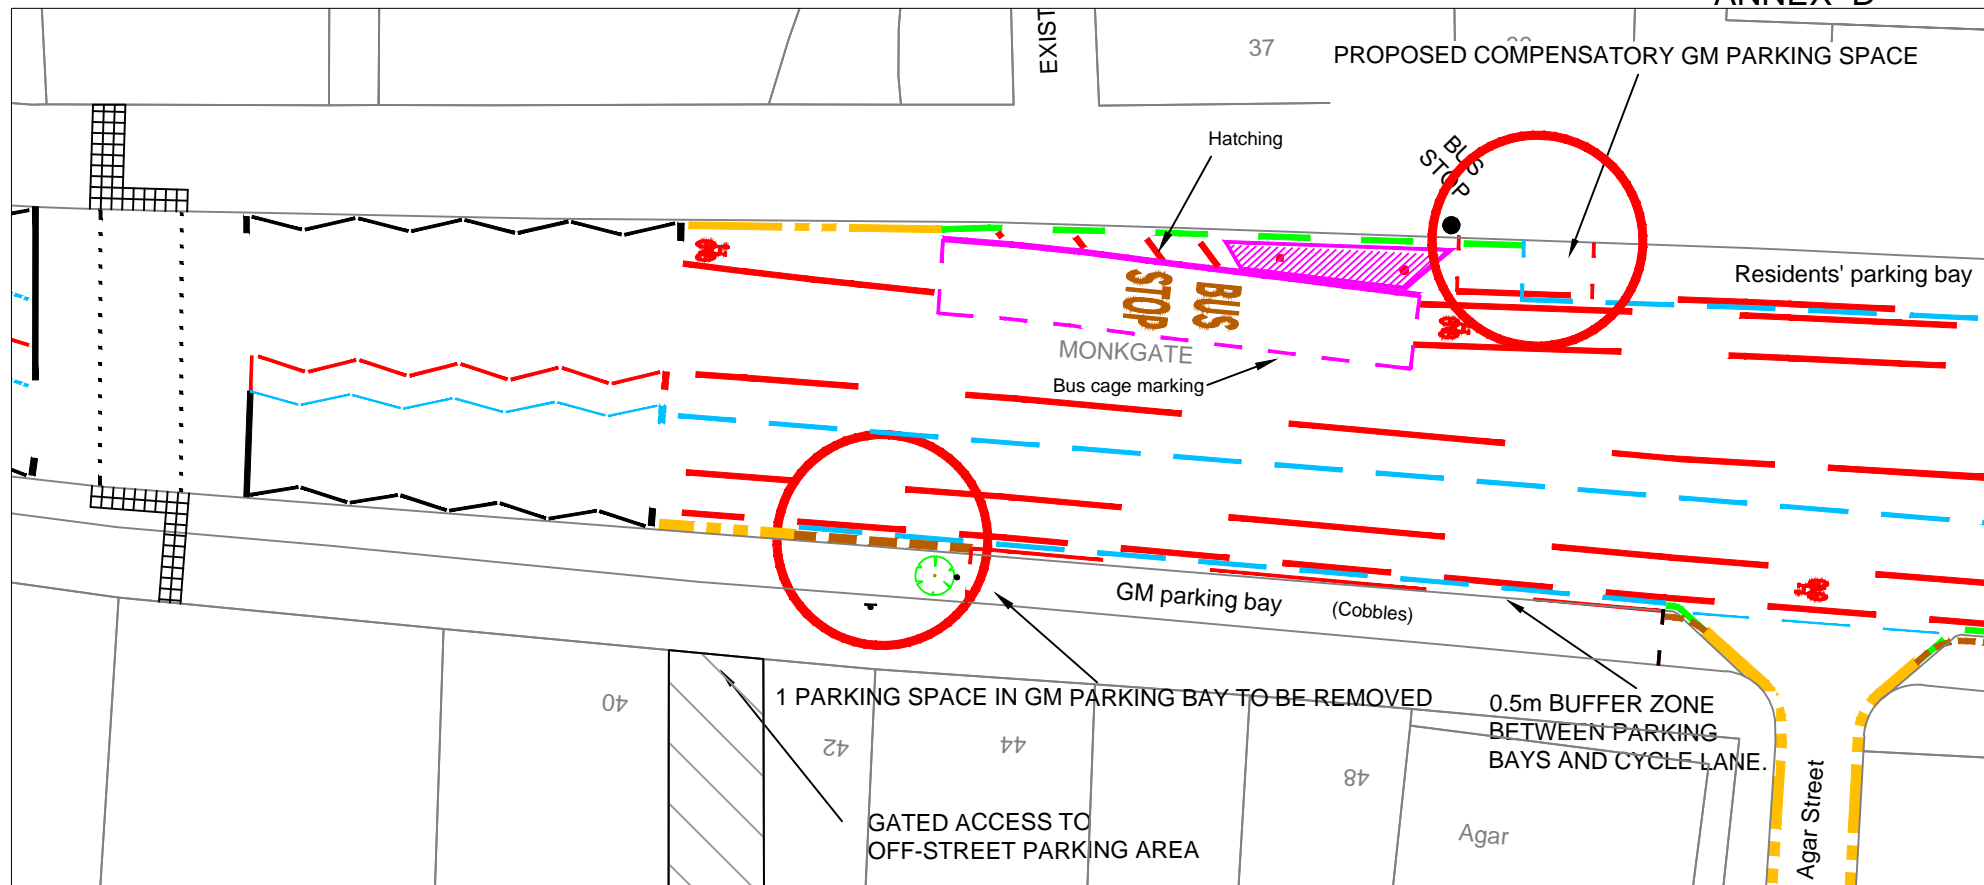 ANNEX D
EXIST
37
PROPOSED COMPENSATORY GM PARKING SPACE
Hatching
BUS
STOP
Residents' parking bay
BUS
STOP
MONKGATE
Bus cage marking
GM parking bay
(Cobbles)
1 PARKING SPACE IN GM PARKING BAY TO BE REMOVED
0.5m BUFFER ZONE
BETWEEN PARKING
BAYS AND CYCLE LANE.
40
42
44
48
GATED ACCESS TO
OFF-STREET PARKING AREA
Agar
Agar Street